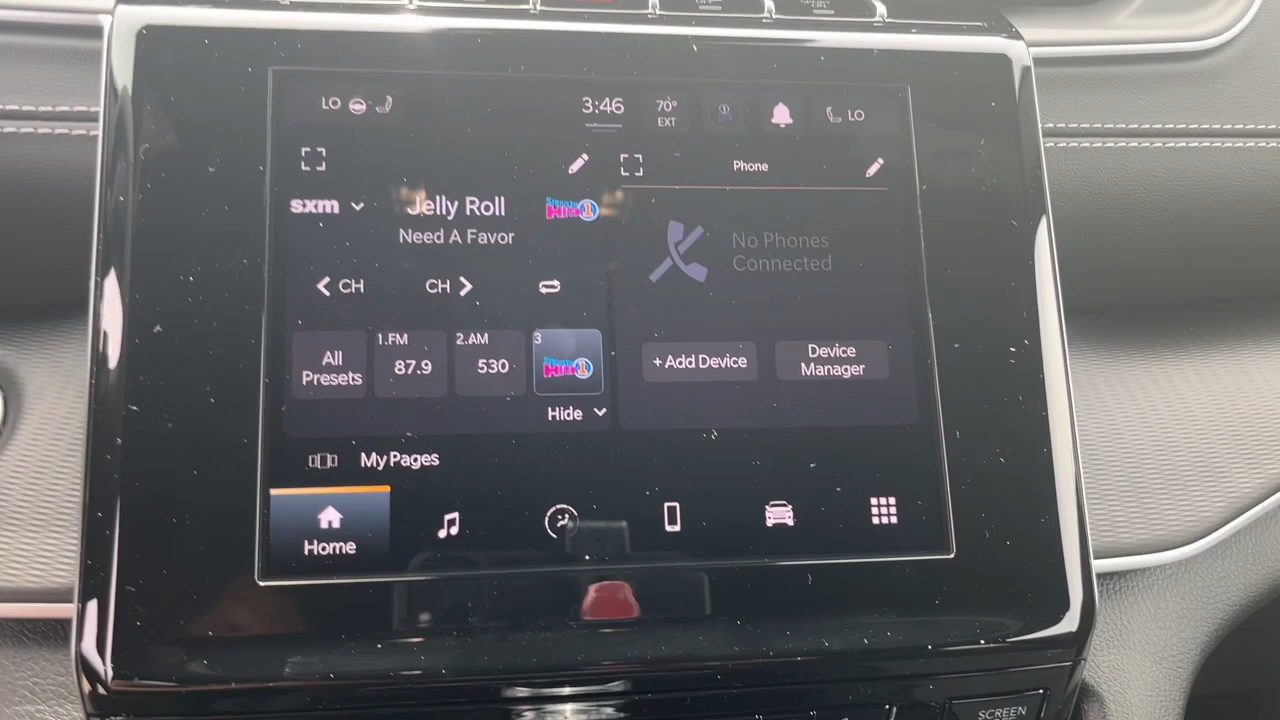 LO
3:46
70°
EXT
LO
Phone
sxm
Jelly Roll
Need A Favor
No Phones
Connected
CH
CH
All
Presets
1.FM
87.9
2.AM
530
3
+ Add Device
Device
Manager
Hide
My Pages
Home
SCREEN